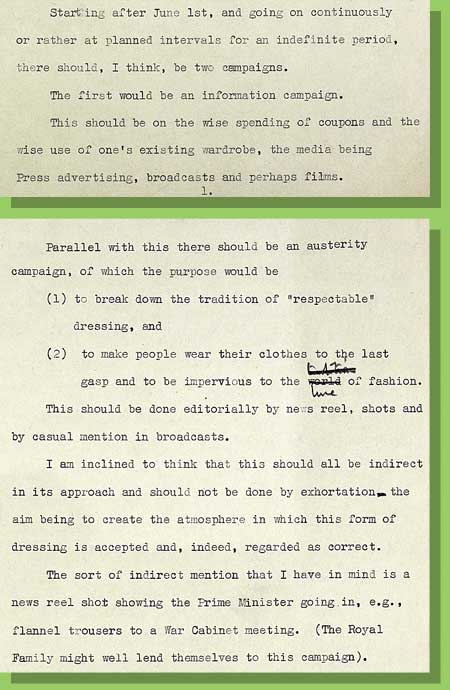 Starting after June 1st, and going on continuously
or rather at planned intervals for an indefinite period,
there should, I think, be two campaigns.
The first would be an information campaign.
This should be on the wise spending of coupons and the
wise use of one's existing wardrobe, the media being
Press advertising, broadcasts and perhaps films.
1.
Parallel with this there should be an austerity
campaign, of which the purpose would be
(1) to break down the tradition of "respectable"
dressing, and
(2) to make people wear their clothes to the last
gasp and to be impervious to the world of fashion.
lure
This should be done editorially by news reel, shots and
by casual mention in broadcasts.
I am inclined to think that this should all be indirect
in its approach and should not be done by exhortation, the
aim being to create the atmosphere in which this form of
dressing is accepted and, indeed, regarded as correct.
The sort of indirect mention that I have in mind is a
news reel shot showing the Prime Minister going in, e.g.,
flannel trousers to a War Cabinet meeting. (The Royal
Family might well lend themselves to this campaign).